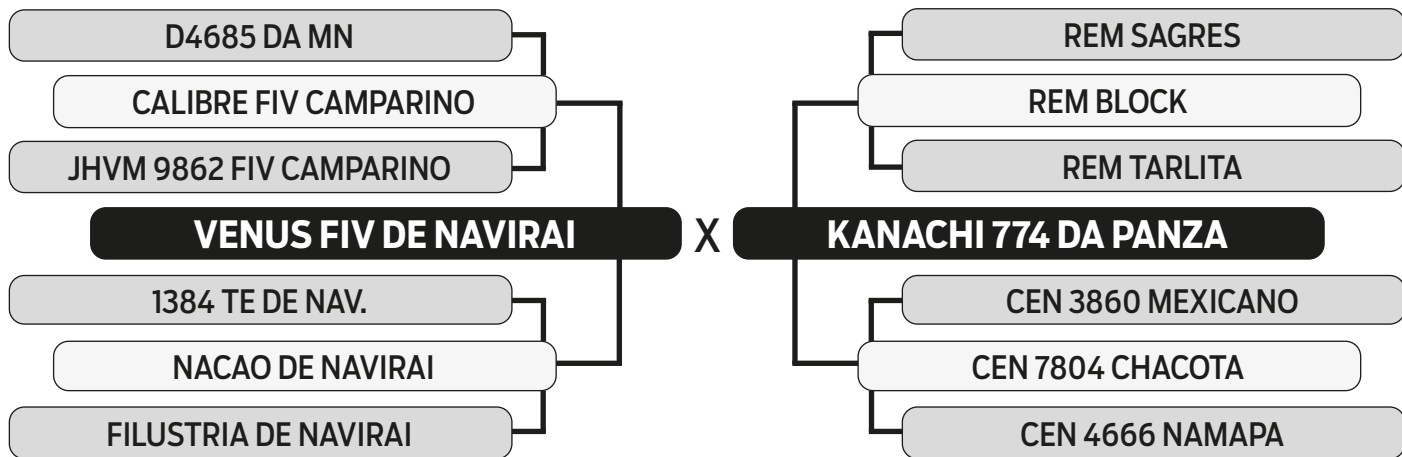 D4685 DA MN
CALIBRE FIV CAMPARINO
JHVM 9862 FIV CAMPARINO
VENUS FIV DE NAVIRAI
1384 TE DE NAV.
NACAO DE NAVIRAI
FILUSTRIA DE NAVIRAI
X
REM SAGRES
REM BLOCK
REM TARLITA
KANACHI 774 DA PANZA
CEN 3860 MEXICANO
CEN 7804 CHACOTA
CEN 4666 NAMAPA